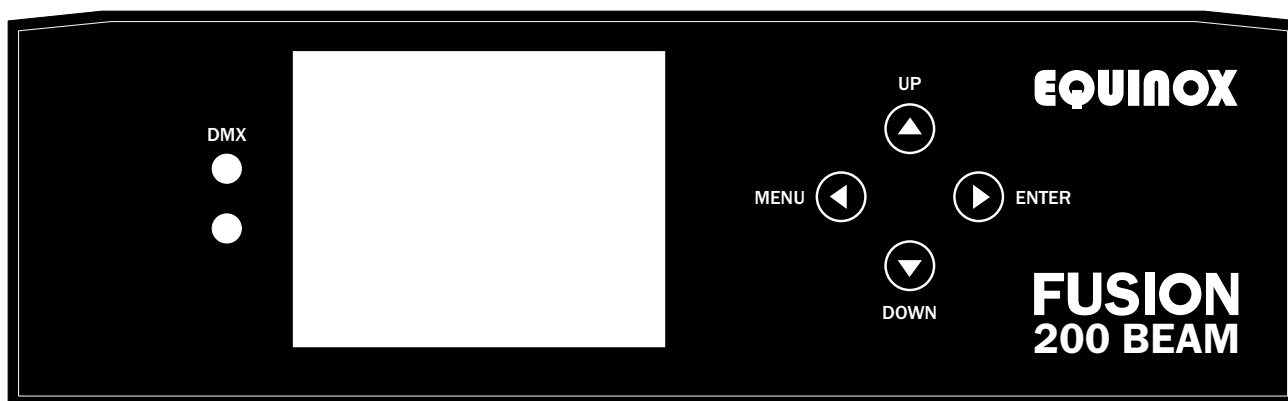 DMX
UP
MENU
ENTER
DOWN
EQUINOX
FUSION
200 BEAM